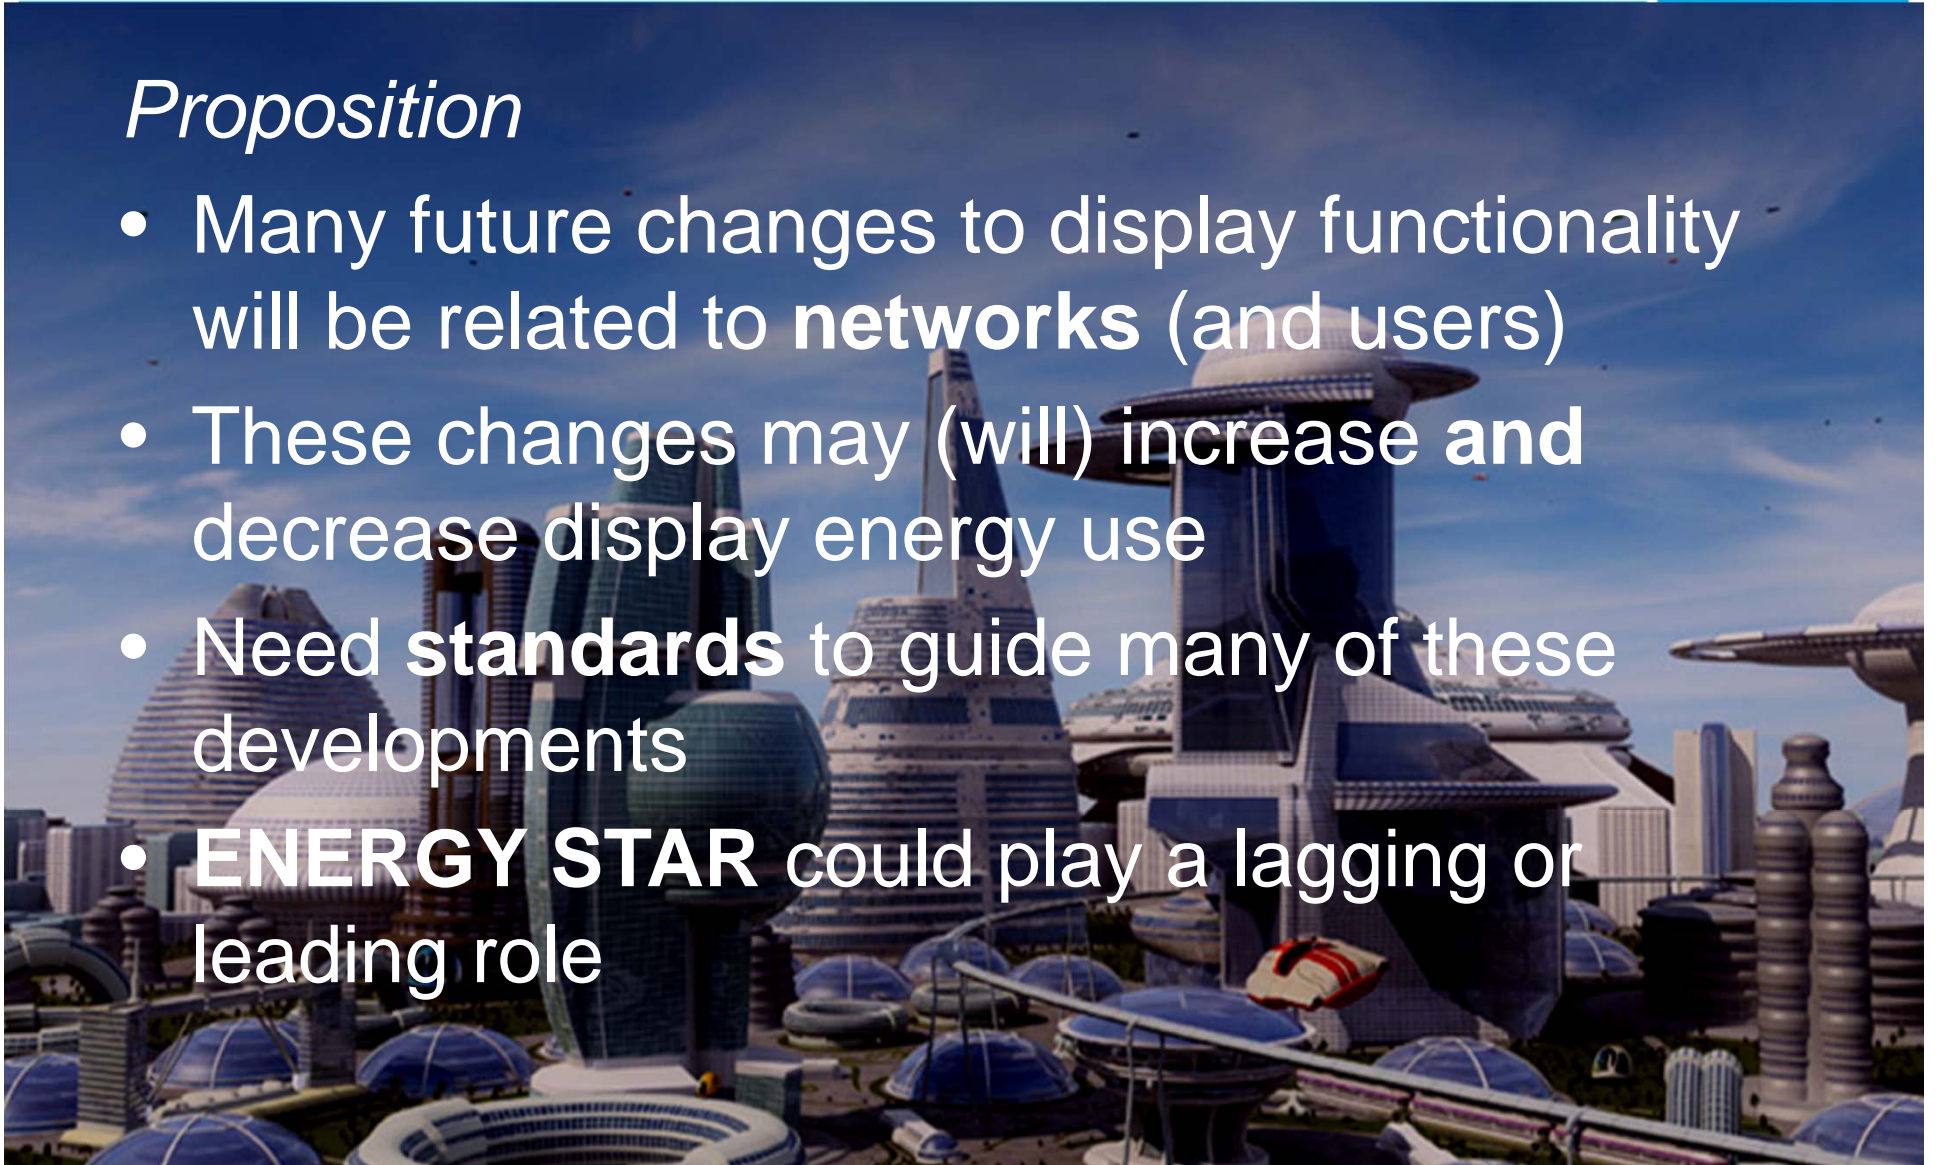 Proposition
• Many future changes to display functionality
will be related to networks (and users)
• These changes may (will) increase and
decrease display energy use
• Need standards to guide many of these
developments
• ENERGY STAR could play a lagging or
leading role